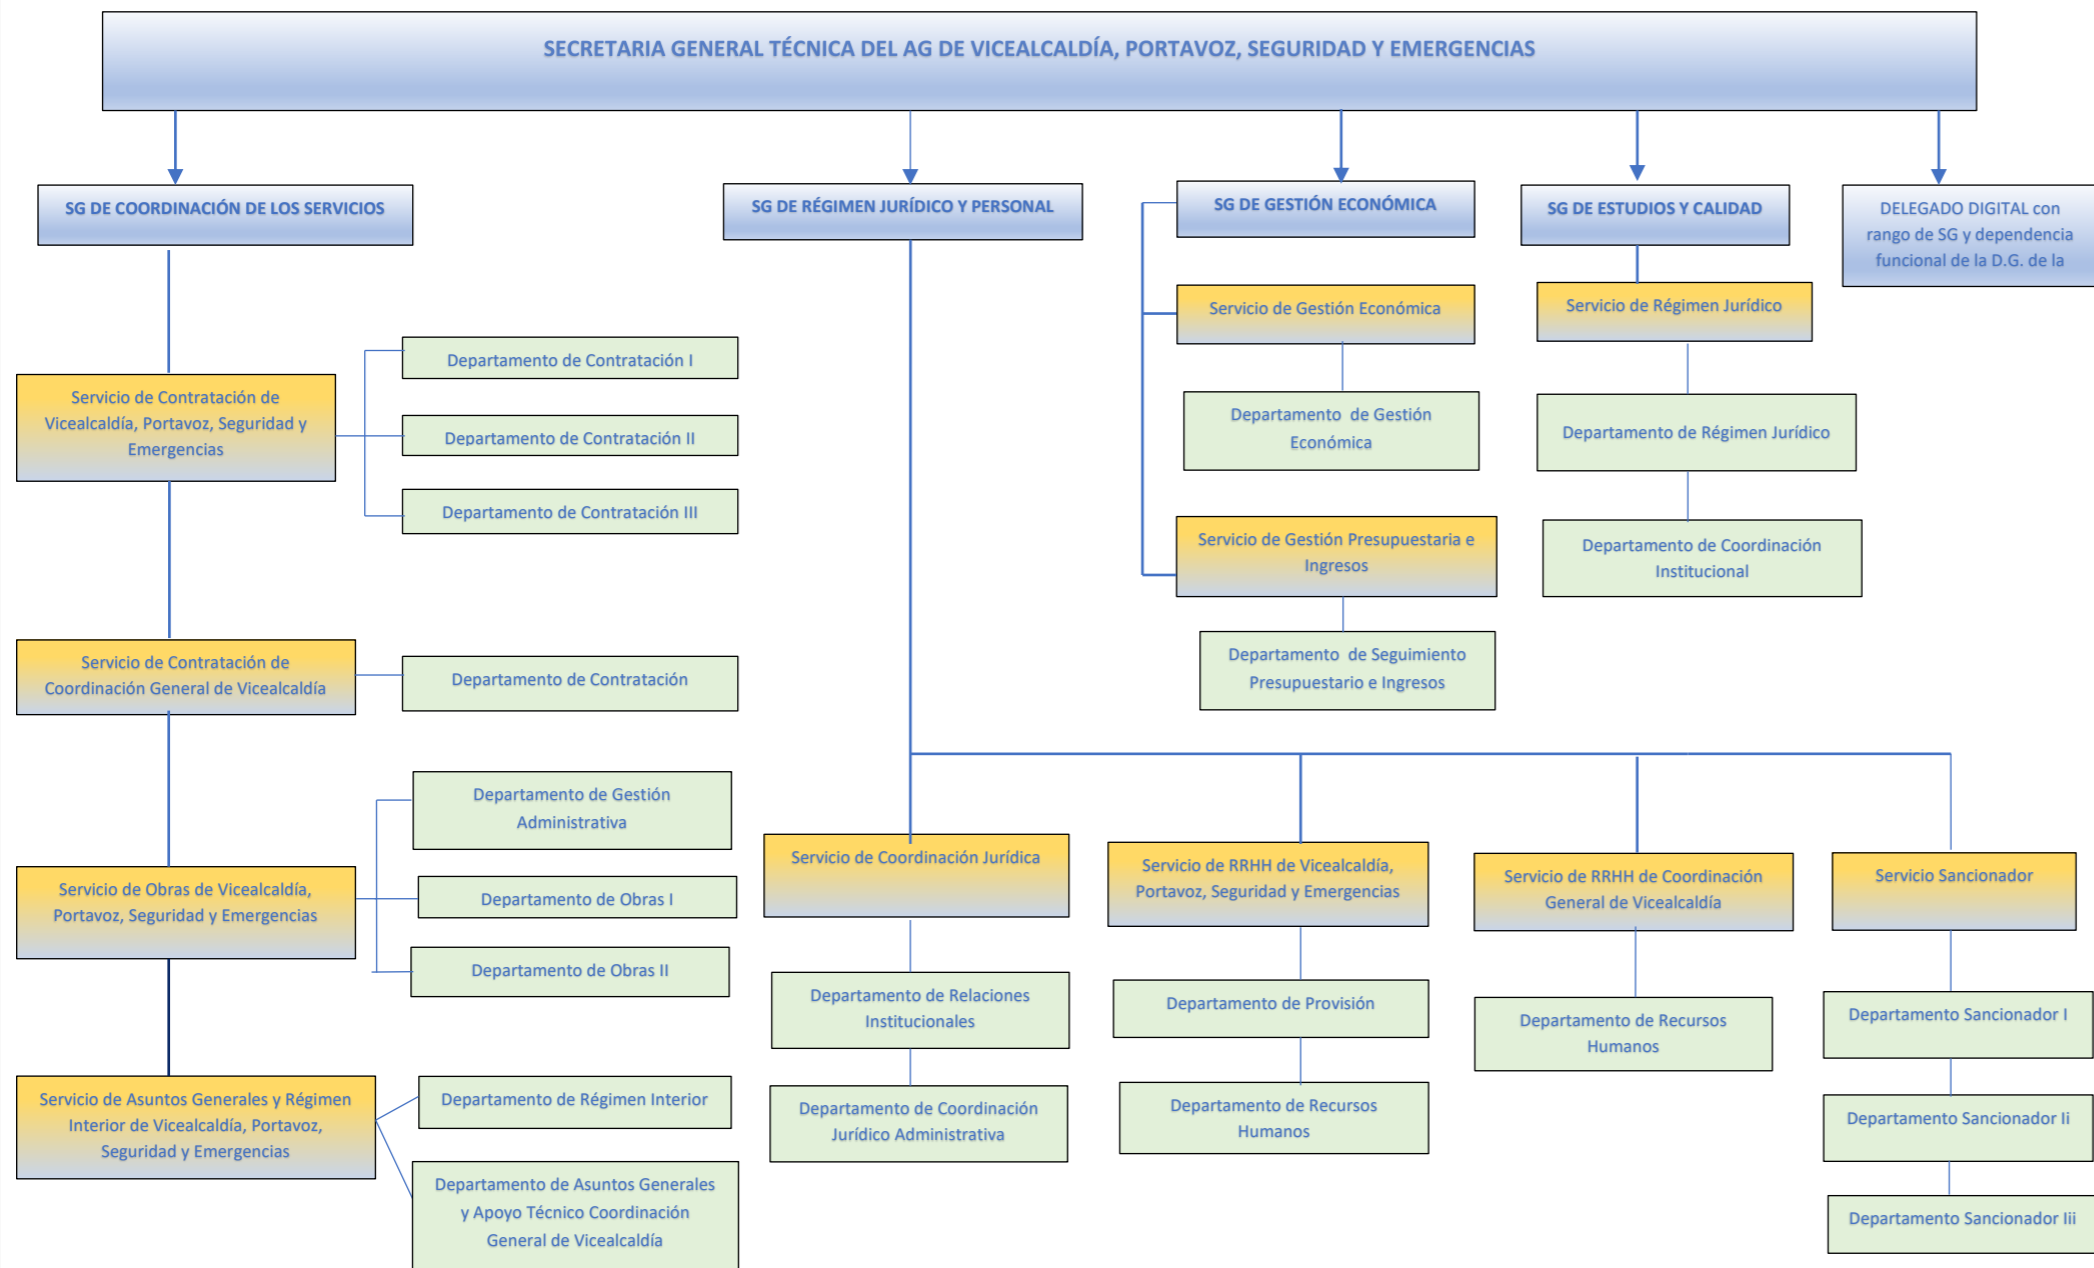 SECRETARIA GENERAL TÉCNICA DEL AG DE VICEALCALDÍA, PORTAVOZ, SEGURIDAD Y EMERGENCIAS
SG DE COORDINACIÓN DE LOS SERVICIOS
SG DE RÉGIMEN JURÍDICO Y PERSONAL
SG DE GESTIÓN ECONÓMICA
SG DE ESTUDIOS Y CALIDAD
DELEGADO DIGITAL con
rango de SG y dependencia
funcional de la D.G. de la
Servicio de Contratación de
Vicealcaldía, Portavoz, Seguridad y
Emergencias
Departamento de Contratación I
Departamento de Contratación II
Departamento de Contratación III
Servicio de Contratación de
Coordinación General de Vicealcaldía
Departamento de Contratación
Servicio de Obras de Vicealcaldía,
Portavoz, Seguridad y Emergencias
Departamento de Gestión
Administrativa
Departamento de Obras I
Departamento de Obras II
Servicio de Asuntos Generales y Régimen
Interior de Vicealcaldía, Portavoz,
Seguridad y Emergencias
Departamento de Régimen Interior
Departamento de Asuntos Generales
y Apoyo Técnico Coordinación
General de Vicealcaldía
Servicio de Gestión Económica
Departamento  de Gestión
Económica
Servicio de Gestión Presupuestaria e
Ingresos
Departamento  de Seguimiento
Presupuestario e Ingresos
Servicio de Régimen Jurídico
Departamento de Régimen Jurídico
Departamento de Coordinación
Institucional
Servicio de Coordinación Jurídica
Departamento de Relaciones
Institucionales
Departamento de Coordinación
Jurídico Administrativa
Servicio de RRHH de Vicealcaldía,
Portavoz, Seguridad y Emergencias
Departamento de Provisión
Departamento de Recursos
Humanos
Servicio de RRHH de Coordinación
General de Vicealcaldía
Departamento de Recursos
Humanos
Servicio Sancionador
Departamento Sancionador I
Departamento Sancionador Ii
Departamento Sancionador Iii